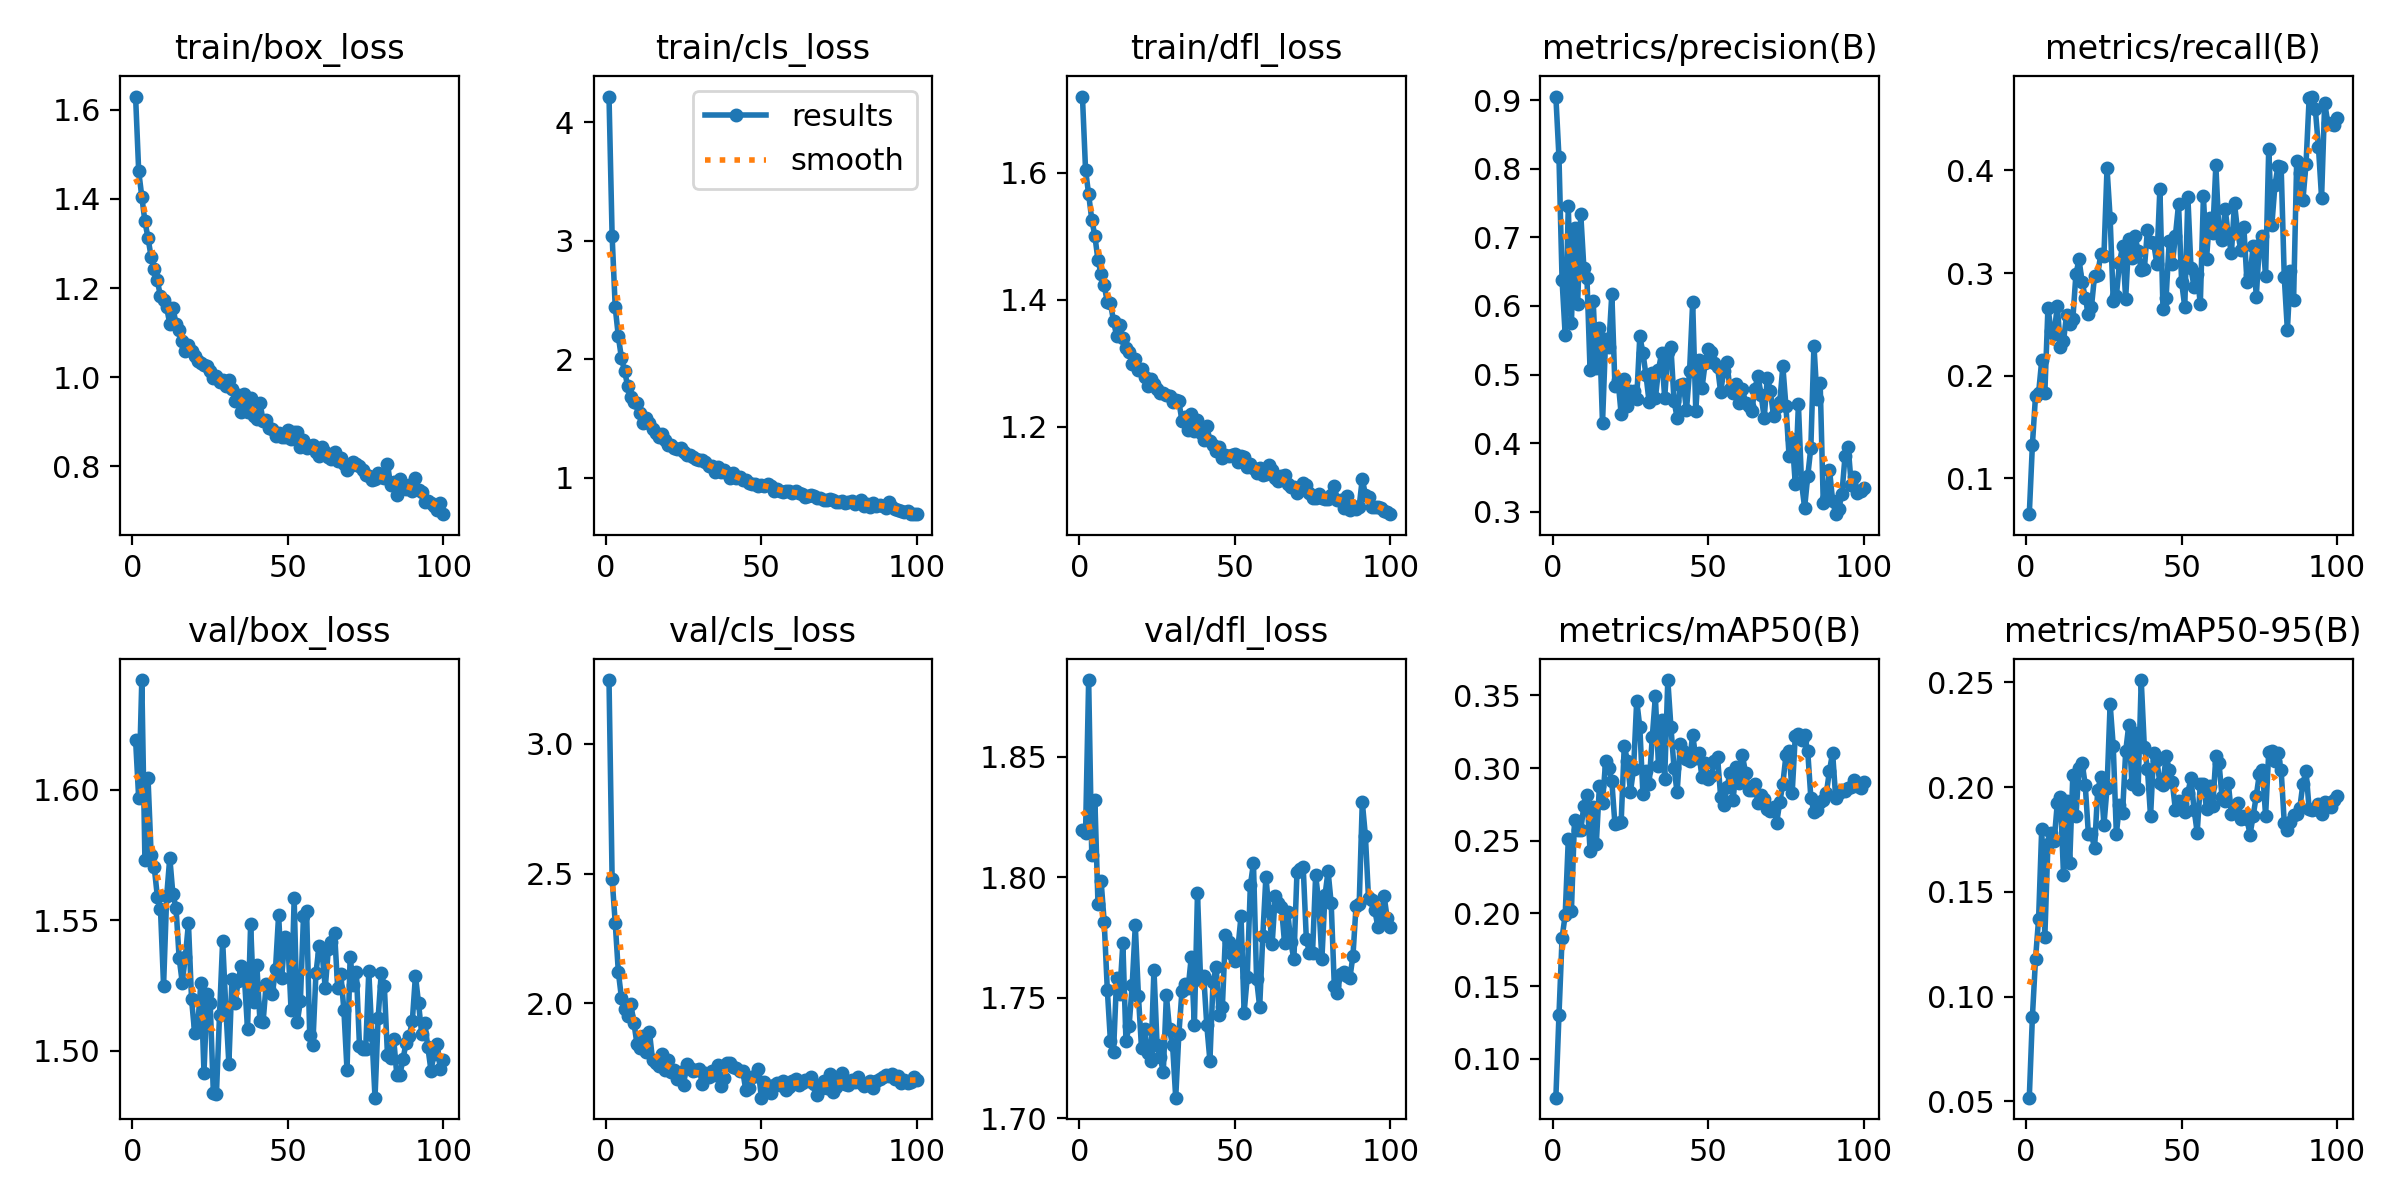 train/box_loss
1.6
1.4
1.2
1.0
0.8
0 50 100
train/cls_loss
results
smooth
4
3
2
1
0 50 100
train/dfl_loss
1.6
1.4
1.2
0 50 100
metrics/precision(B)
0.9
0.8
0.7
0.6
0.5
0.4
0.3
0 50 100
metrics/recall(B)
0.4
0.3
0.2
0.1
0 50 100
val/box_loss
1.60
1.55
1.50
0 50 100
val/cls_loss
3.0
2.5
2.0
0 50 100
val/dfl_loss
1.85
1.80
1.75
1.70
0 50 100
metrics/mAP50(B)
0.35
0.30
0.25
0.20
0.15
0.10
0 50 100
metrics/mAP50-95(B)
0.25
0.20
0.15
0.10
0.05
0 50 100